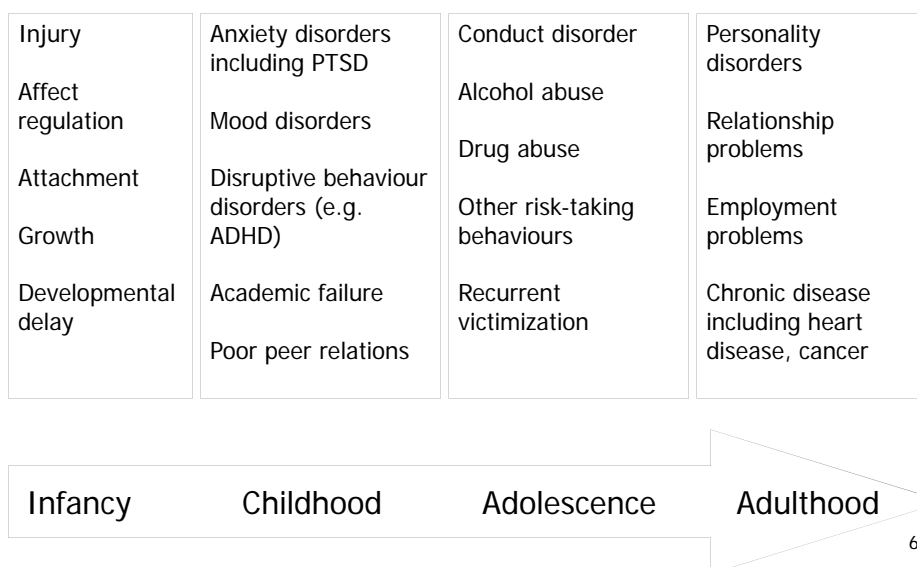 Injury
Affect
regulation
Attachment
Growth
Developmental
delay
Anxiety disorders
including PTSD
Mood disorders
Disruptive behaviour
disorders (e.g.
ADHD)
Academic failure
Poor peer relations
Conduct disorder
Alcohol abuse
Drug abuse
Other risk-taking
behaviours
Recurrent
victimization
Personality
disorders
Relationship
problems
Employment
problems
Chronic disease
including heart
disease, cancer
Infancy Childhood Adolescence Adulthood
6